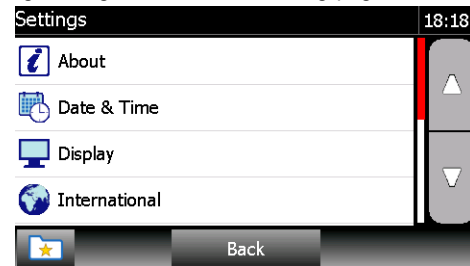 Settings
18:18
About
Date & Time
Display
International
Back